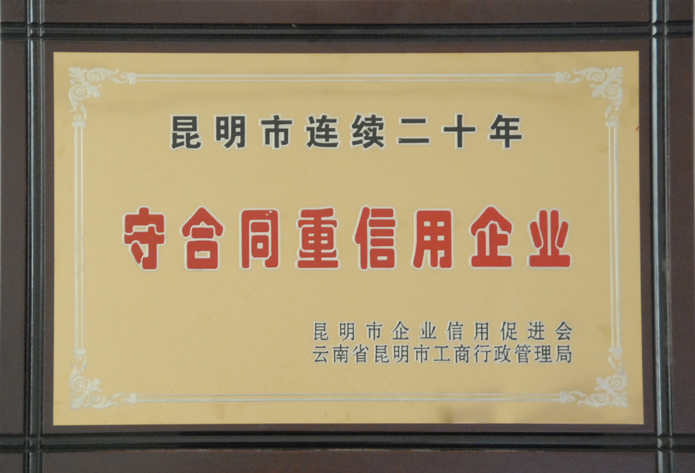 昆明市连续二十年
守合同重信用企业
昆明市企业信用促进会
云南省昆明市工商行政管理局